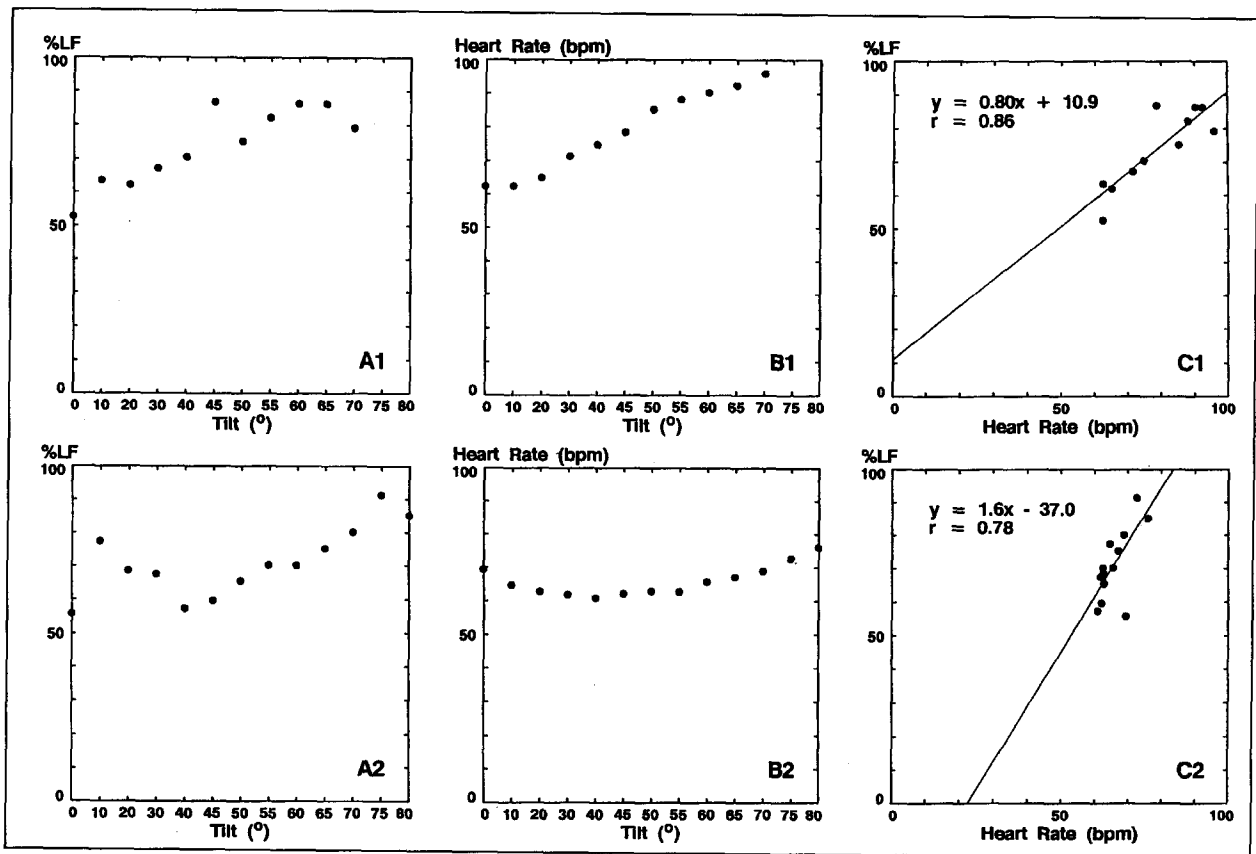 %LF
100
50
0
0 10 20 30 40 45 50 55 60 65 70 75 80
Tilt (°)
A1
Heart Rate (bpm)
100
50
0
0 10 20 30 40 45 50 55 60 65 70 75 80
Tilt (°)
B1
%LF
100
y = 0.80x + 10.9
r = 0.86
50
0
0 50 100
Heart Rate (bpm)
C1
%LF
100
50
0
0 10 20 30 40 45 50 55 60 65 70 75 80
Tilt (°)
A2
Heart Rate (bpm)
100
50
0
0 10 20 30 40 45 50 55 60 65 70 75 80
Tilt (°)
B2
%LF
100
y = 1.6x - 37.0
r = 0.78
50
0
0 50 100
Heart Rate (bpm)
C2